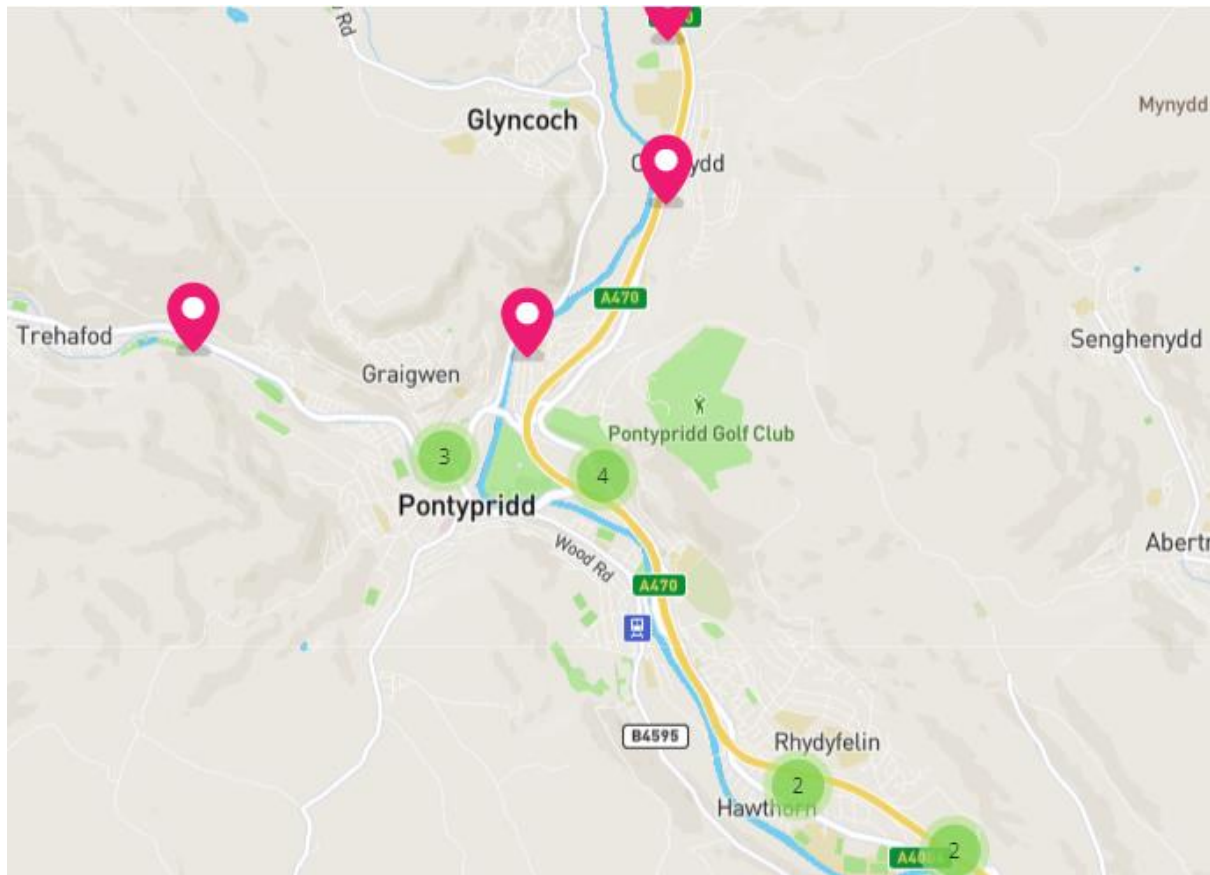 Rd
Glyncoch
Mynydd
A470
Trehafod
Senghenydd
Graigwen
Pontypridd Golf Club
3
4
Pontypridd
Wood Rd
Abertr
A470
B4595
Rhydyfelin
2
Hawthorn
2